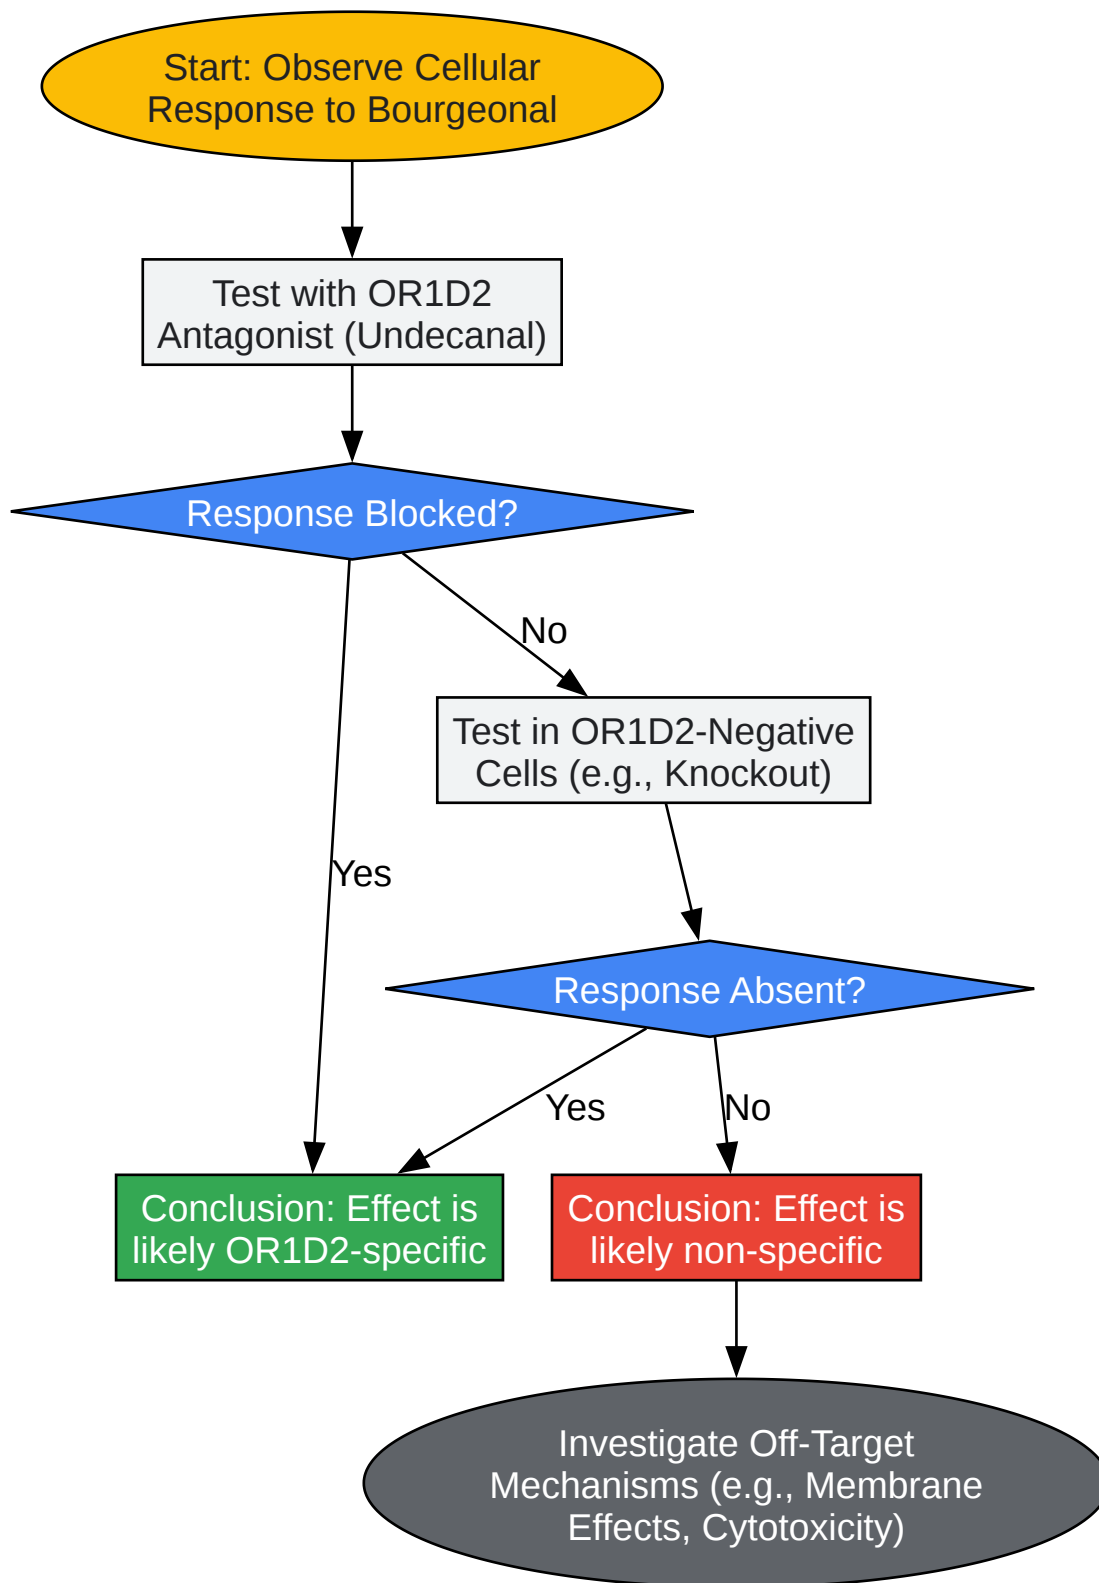 Start: Observe Cellular
Response to Bourgeonal
Test with OR1D2
Antagonist (Undecanal)
Response Blocked?
No
Test in OR1D2-Negative
Cells (e.g., Knockout)
Yes
Response Absent?
Yes
No
Conclusion: Effect is
likely OR1D2-specific
Conclusion: Effect is
likely non-specific
Investigate Off-Target
Mechanisms (e.g., Membrane
Effects, Cytotoxicity)